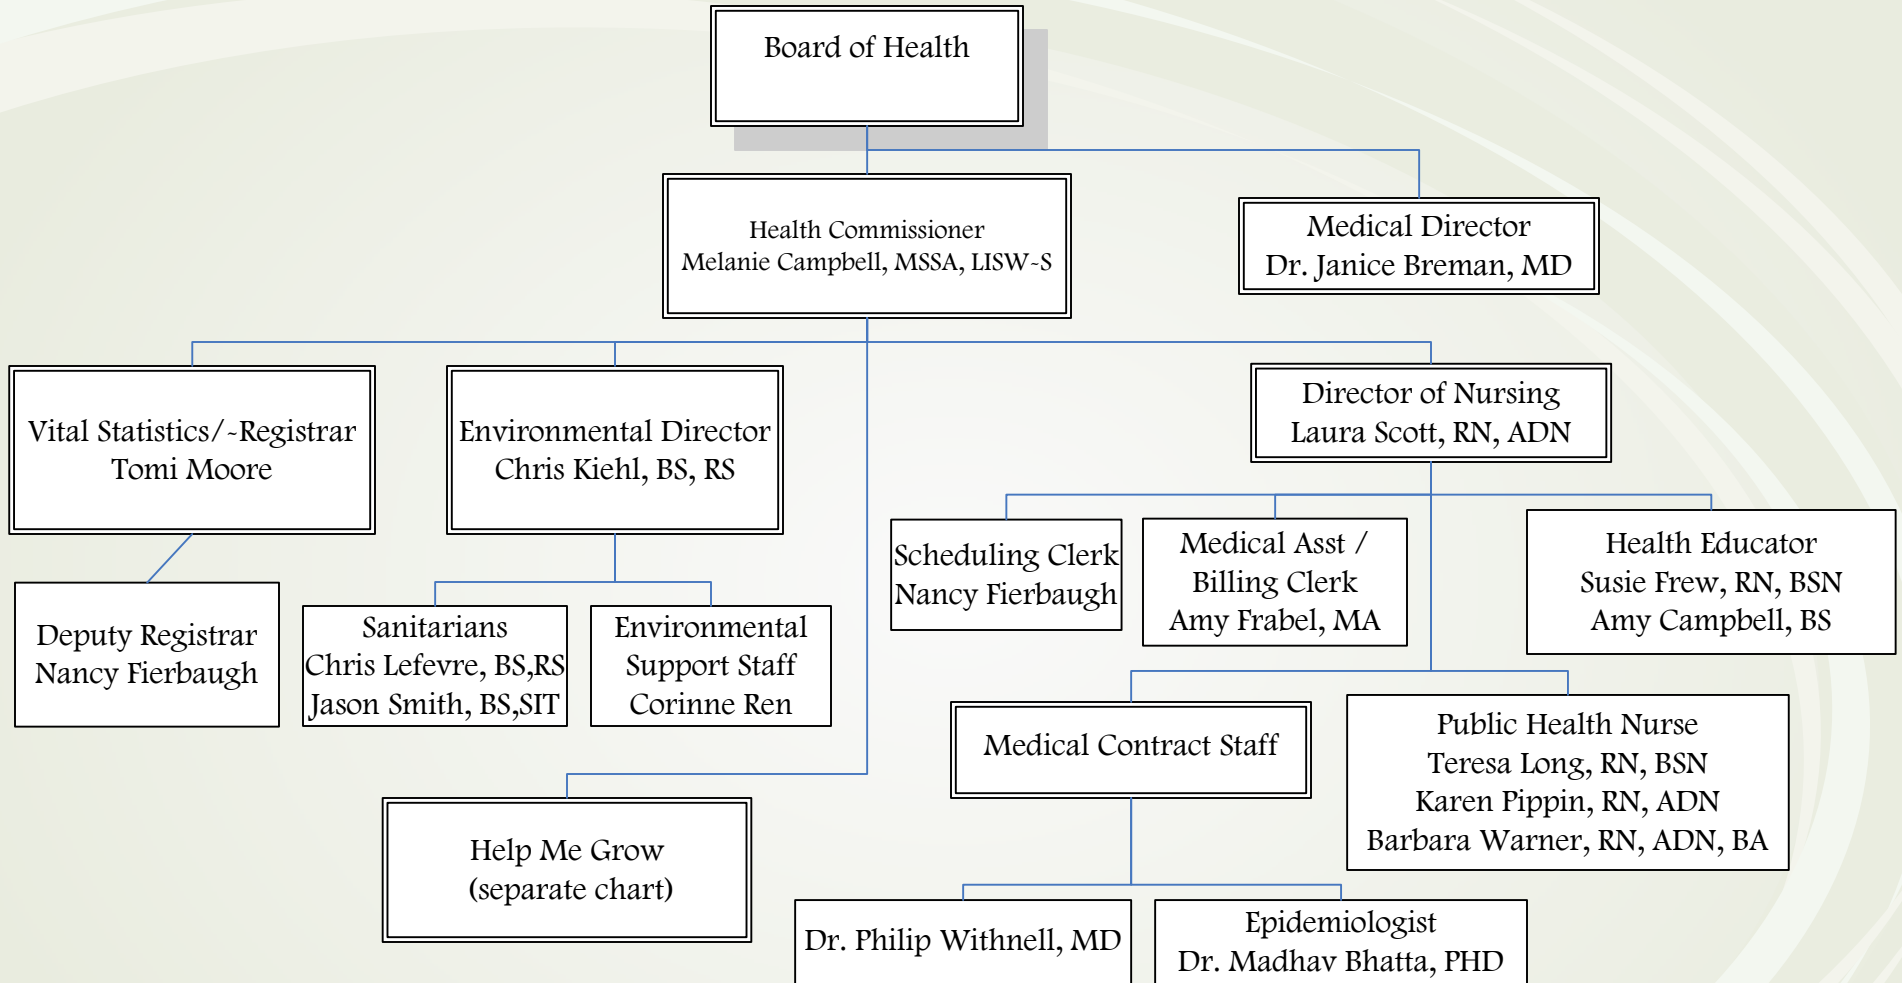 Board of Health
Health Commissioner
Melanie Campbell, MSSA, LISW-S
Medical Director
Dr. Janice Breman, MD
Vital Statistics/-Registrar
Tomi Moore
Environmental Director
Chris Kiehl, BS, RS
Director of Nursing
Laura Scott, RN, ADN
Deputy Registrar
Nancy Fierbaugh
Sanitarians
Chris Lefevre, BS,RS
Jason Smith, BS,SIT
Environmental
Support Staff
Corinne Ren
Scheduling Clerk
Nancy Fierbaugh
Medical Asst /
Billing Clerk
Amy Frabel, MA
Health Educator
Susie Frew, RN, BSN
Amy Campbell, BS
Medical Contract Staff
Public Health Nurse
Teresa Long, RN, BSN
Karen Pippin, RN, ADN
Barbara Warner, RN, ADN, BA
Help Me Grow
(separate chart)
Dr. Philip Withnell, MD
Epidemiologist
Dr. Madhav Bhatta, PHD